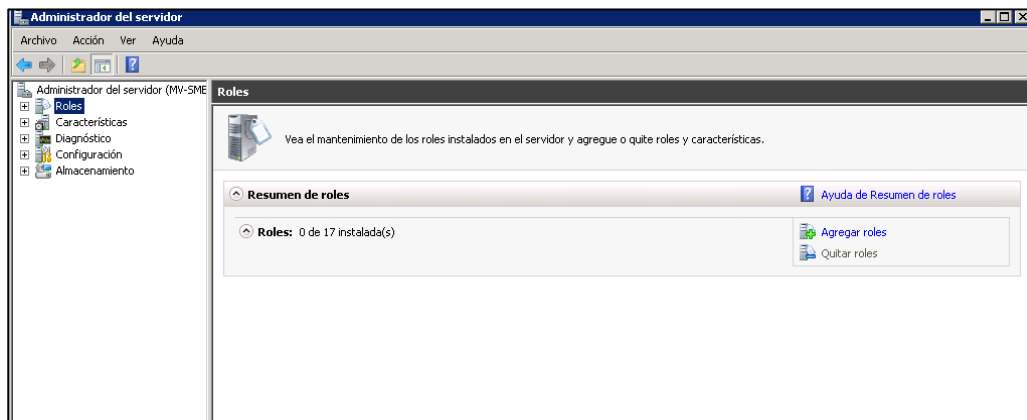 Administrador del servidor
Archivo Acción Ver Ayuda
Administrador del servidor (MV-SME
Roles
Características
Diagnóstico
Configuración
Almacenamiento
Roles
Vea el mantenimiento de los roles instalados en el servidor y agregue o quite roles y características.
Resumen de roles
Ayuda de Resumen de roles
Roles: 0 de 17 instalada(s)
Agregar roles
Quitar roles